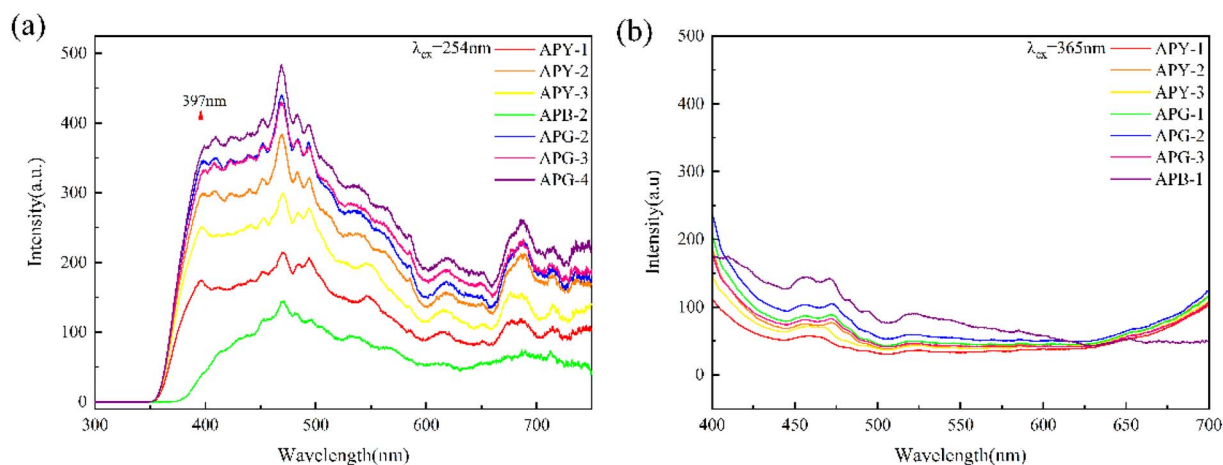 (a)
λex=254nm
397nm
APY-1
APY-2
APY-3
APB-2
APG-2
APG-3
APG-4
500
400
300
200
100
0
Intensity(a.u.)
300 400 500 600 700
Wavelength(nm)
(b)
λex=365nm
APY-1
APY-2
APY-3
APG-1
APG-2
APG-3
APB-1
500
400
300
200
100
0
Intensity(a.u)
400 450 500 550 600 650 700
Wavelength(nm)